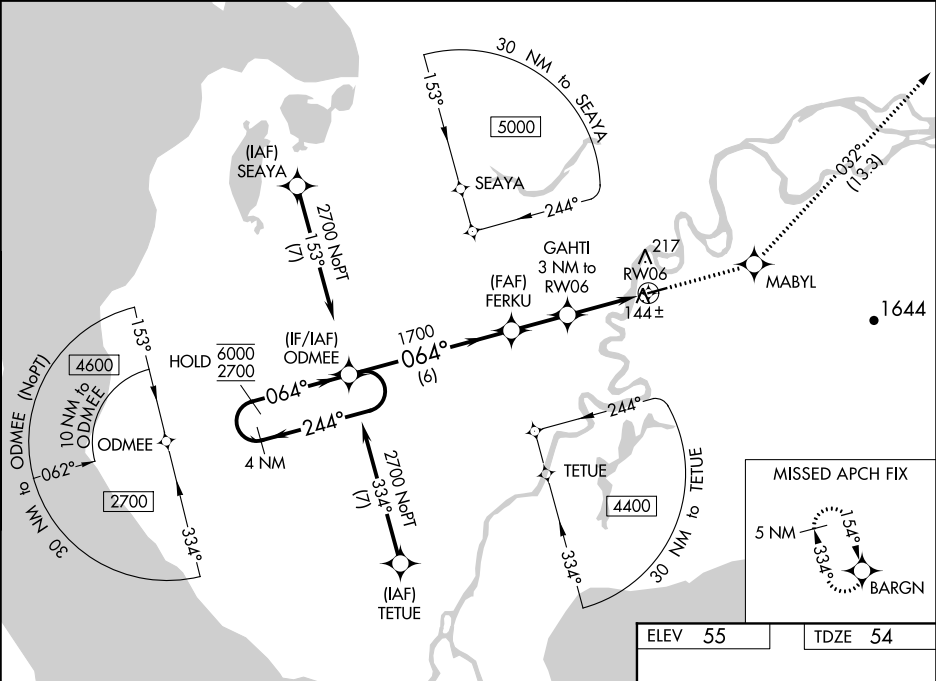 30 NM to SEAYA
153°
5000
SEAYA
244°
(IAF)
SEAYA
2700 NoPT
153°
(7)
032°
(13.3)
GAHTI
3 NM to
RW06
217
RW06
144±
MABYL
1644
(FAF)
FERKU
(IF/IAF)
ODMEE
1700
064°
(6)
HOLD
6000
2700
064°
244°
4 NM
30 NM to ODMEE (NoPT)
153°
4600
10 NM to
ODMEE
ODMEE
062°
2700
334°
2700 NoPT
334°
(7)
(IAF)
TETUE
244°
TETUE
4400
30 NM to TETUE
334°
MISSED APCH FIX
5 NM
154°
334°
BARGN
ELEV 55
TDZE 54